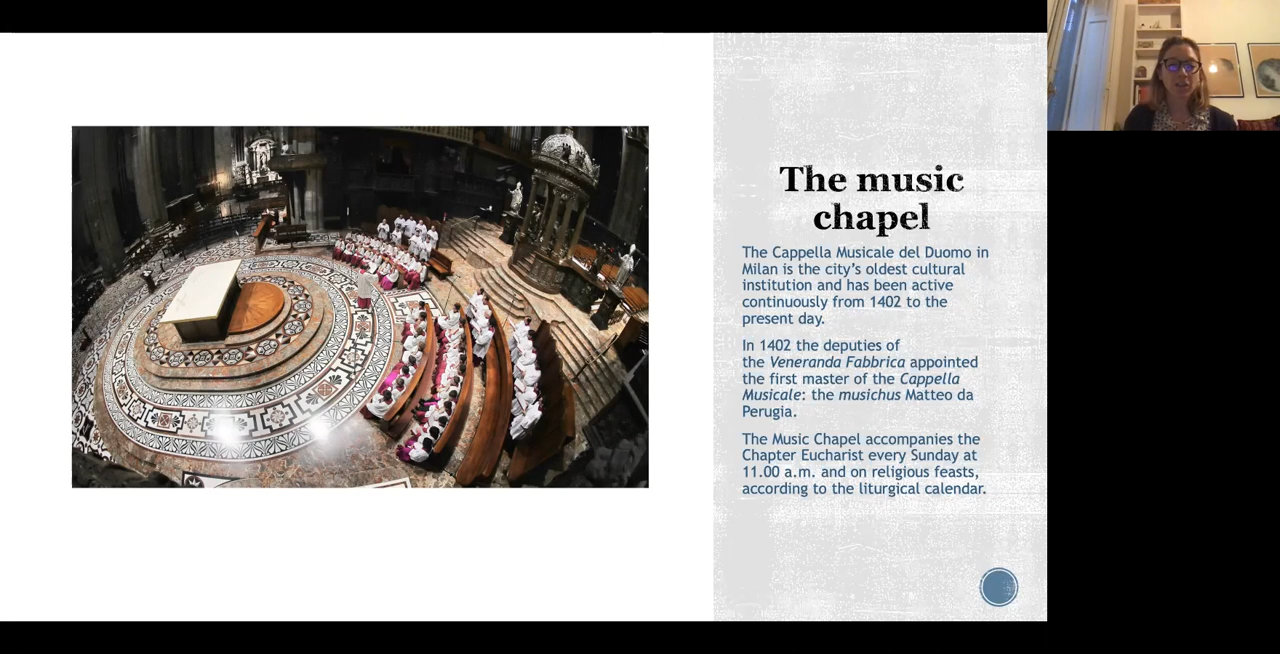 The music
chapel
The Cappella Musicale del Duomo in
Milan is the city's oldest cultural
institution and has been active
continuously from 1402 to the
present day.
In 1402 the deputies of
the Veneranda Fabbrica appointed
the first master of the Cappella
Musicale: the musichus Matteo da
Perugia.
The Music Chapel accompanies the
Chapter Eucharist every Sunday at
11.00 a.m. and on religious feasts,
according to the liturgical calendar.